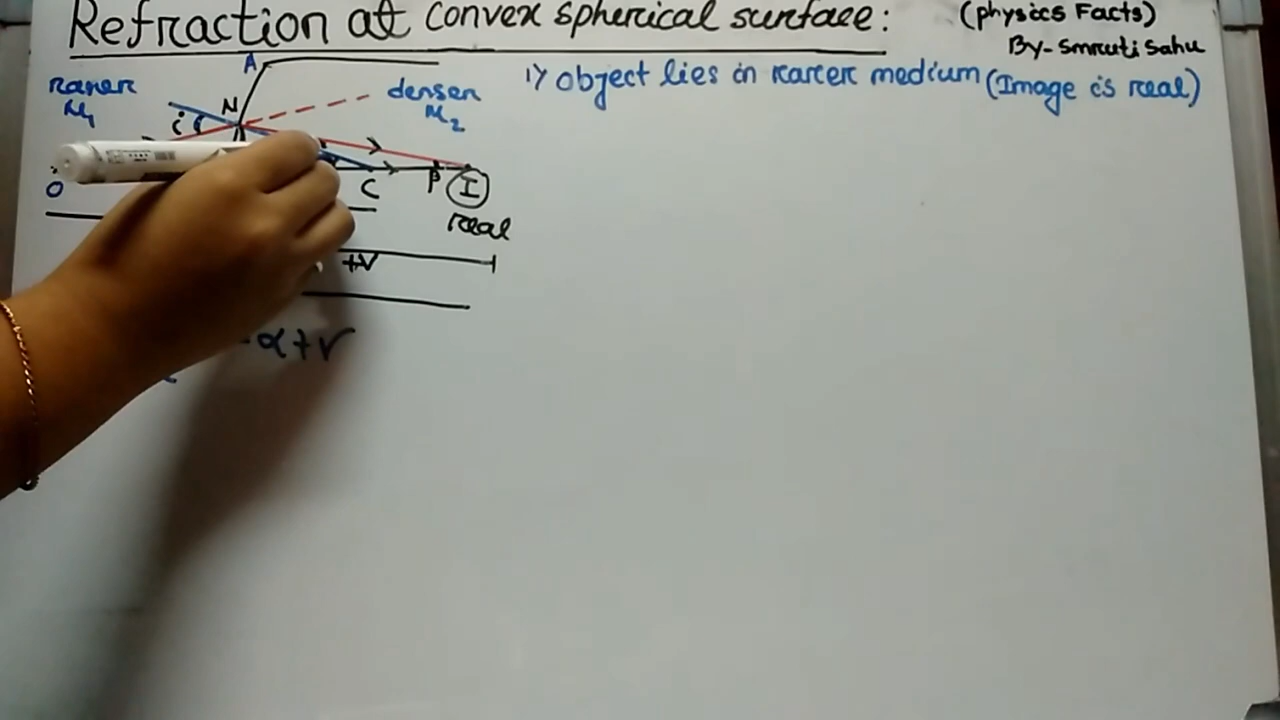 Refraction at convex spherical surface:
(physics Facts)
By-Smruti Sahu
1) object lies in rarer medium (Image is real)
Rarer
μ1
denser
μ2
A
N
i
O
C
P
I
real
+V
α+r